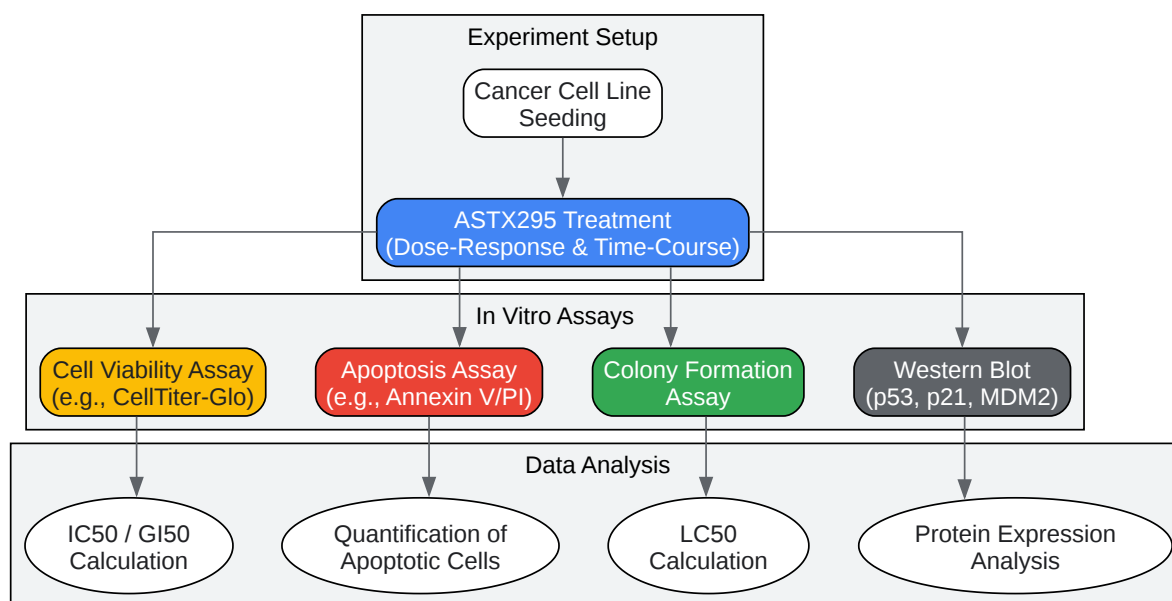 Experiment Setup
Cancer Cell Line
Seeding
ASTX295 Treatment
(Dose-Response & Time-Course)
In Vitro Assays
Cell Viability Assay
(e.g., CellTiter-Glo)
Apoptosis Assay
(e.g., Annexin V/PI)
Colony Formation
Assay
Western Blot
(p53, p21, MDM2)
Data Analysis
IC50 / GI50
Calculation
Quantification of
Apoptotic Cells
LC50
Calculation
Protein Expression
Analysis